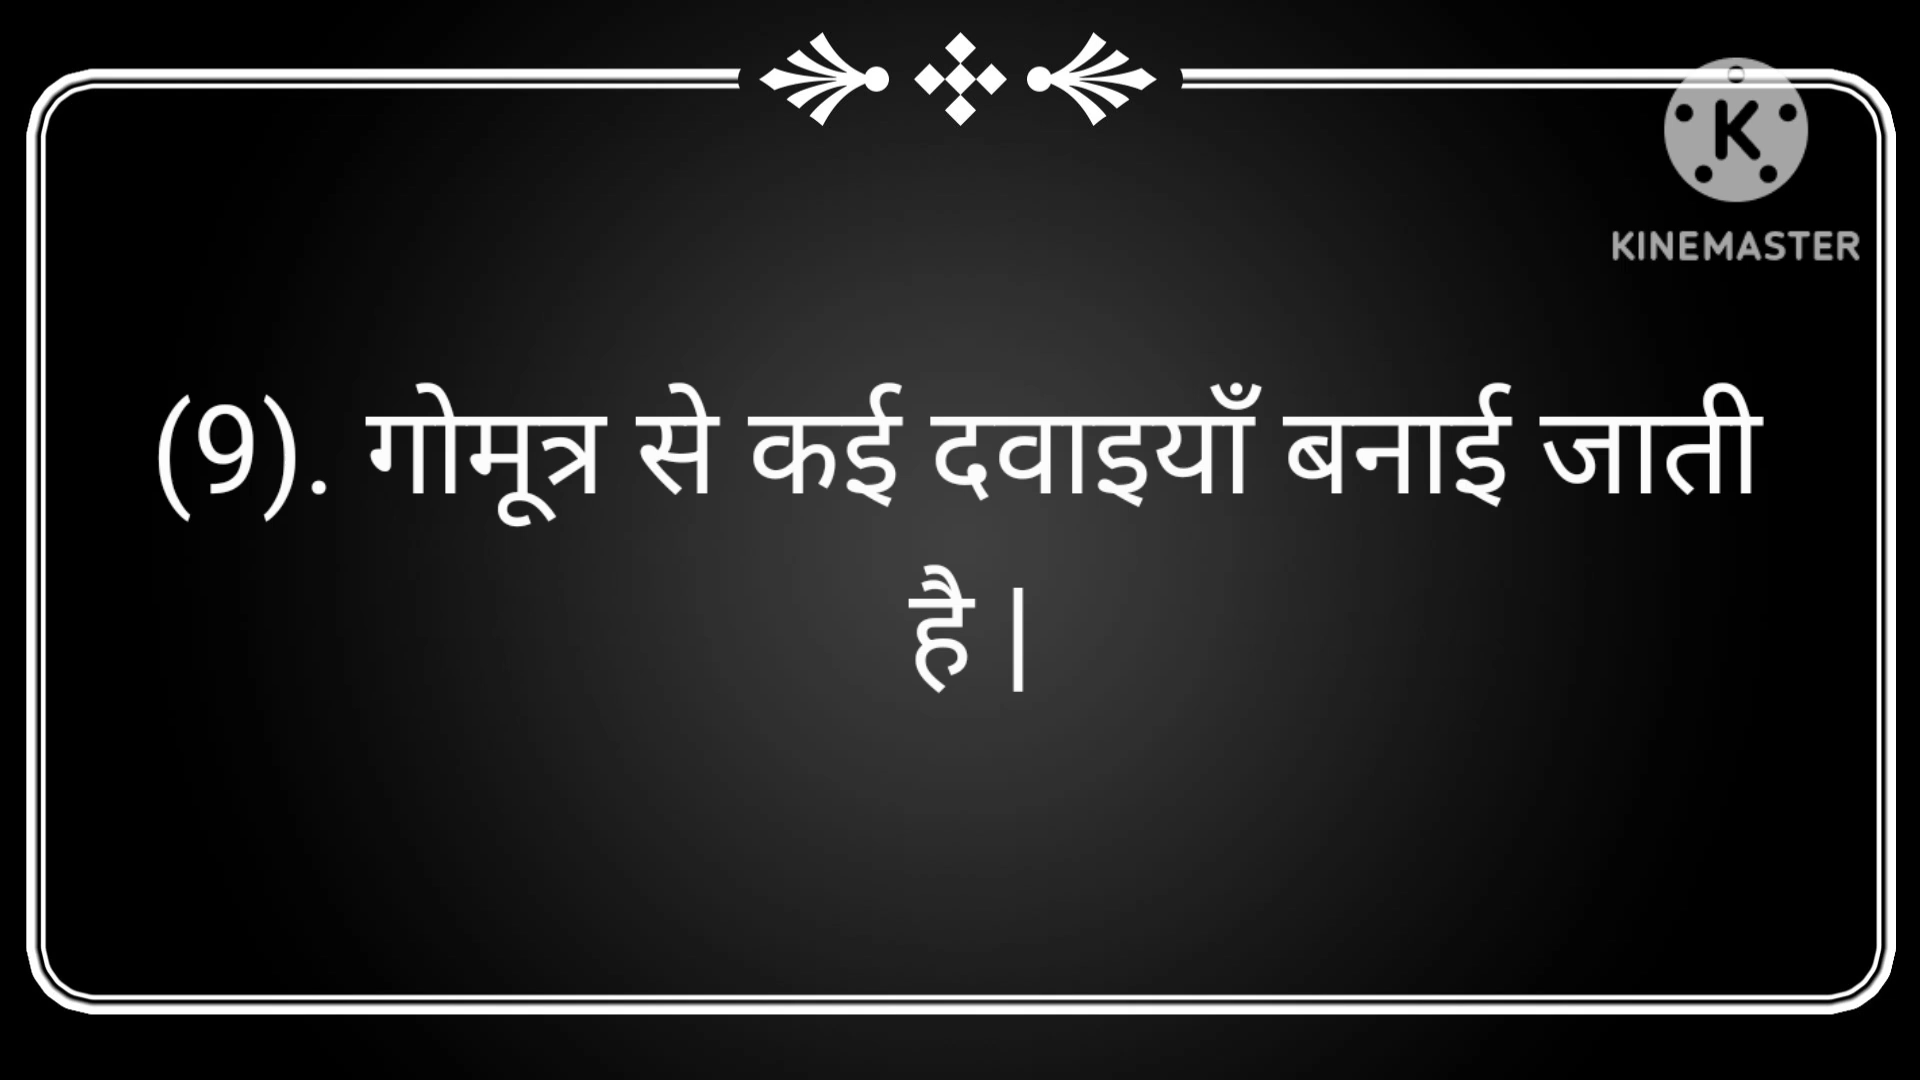 KINEMASTER
(9). गोमूत्र से कई दवाइयाँ बनाई जाती
है |